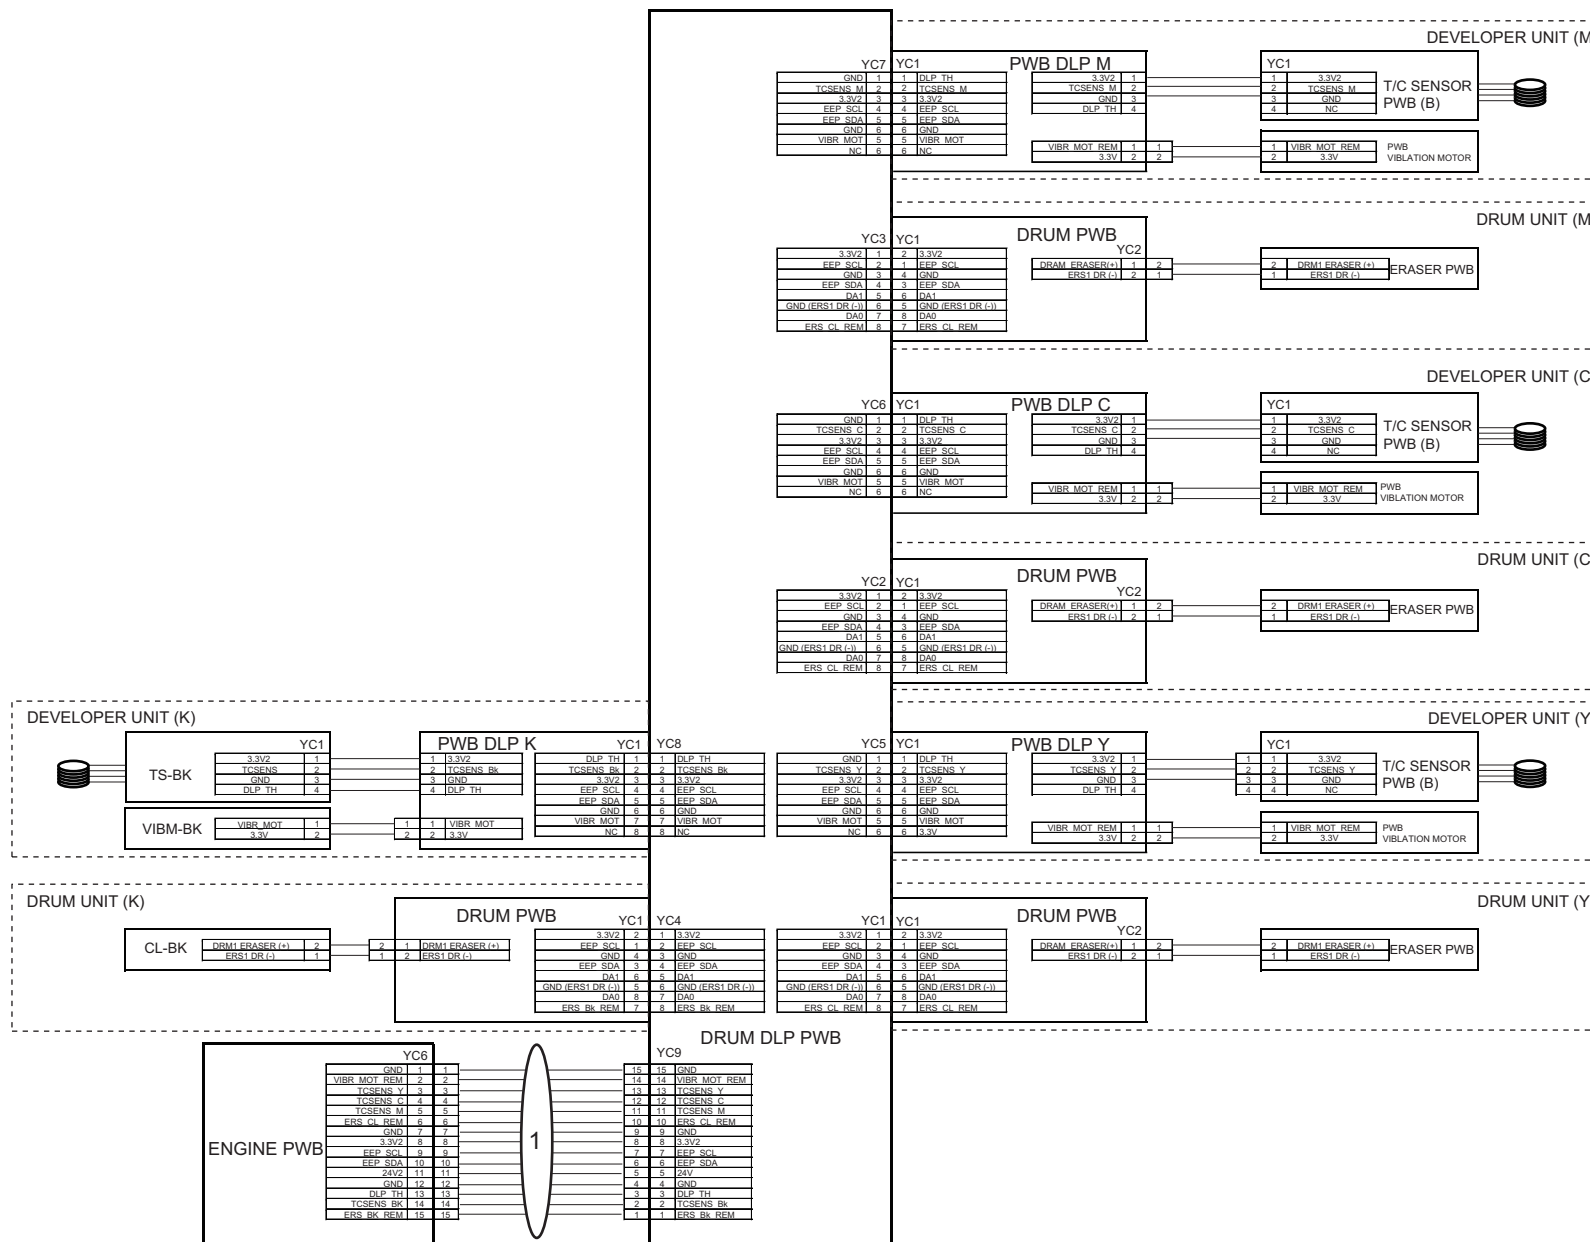 DEVELOPER UNIT (M
YC7 YC1 PWB DLP M YC1
GND 1 1 DLP TH 3.3V2 1 1 3.3V2
TCSENS M 2 2 TCSENS M TCSENS M 2 2 TCSENS M T/C SENSOR
3.3V2 3 3 3.3V2 GND 3 3 GND PWB (B)
EEP SCL 4 4 EEP SCL DLP TH 4 4 NC
EEP SDA 5 5 EEP SDA
GND 6 6 GND
VIBR MOT 5 5 VIBR MOT VIBR MOT REM 1 1 1 VIBR MOT REM PWB
NC 6 6 NC 3.3V 2 2 2 3.3V VIBLATION MOTOR
DRUM UNIT (M
YC3 YC1 DRUM PWB YC2
3.3V2 1 2 3.3V2
EEP SCL 2 1 EEP SCL DRAM ERASER(+) 1 2 2 DRM1 ERASER (+) ERASER PWB
GND 3 4 GND ERS1 DR (-) 2 1 1 ERS1 DR (-)
EEP SDA 4 3 EEP SDA
DA1 5 6 DA1
GND (ERS1 DR (-)) 6 5 GND (ERS1 DR (-))
DA0 7 8 DA0
ERS CL REM 8 7 ERS CL REM
DEVELOPER UNIT (C
YC6 YC1 PWB DLP C YC1
GND 1 1 DLP TH 3.3V2 1 1 3.3V2
TCSENS C 2 2 TCSENS C TCSENS C 2 2 TCSENS C T/C SENSOR
3.3V2 3 3 3.3V2 GND 3 3 GND PWB (B)
EEP SCL 4 4 EEP SCL DLP TH 4 4 NC
EEP SDA 5 5 EEP SDA
GND 6 6 GND
VIBR MOT 5 5 VIBR MOT VIBR MOT REM 1 1 1 VIBR MOT REM PWB
NC 6 6 NC 3.3V 2 2 2 3.3V VIBLATION MOTOR
DRUM UNIT (C
YC2 YC1 DRUM PWB YC2
3.3V2 1 2 3.3V2
EEP SCL 2 1 EEP SCL DRAM ERASER(+) 1 2 2 DRM1 ERASER (+) ERASER PWB
GND 3 4 GND ERS1 DR (-) 2 1 1 ERS1 DR (-)
EEP SDA 4 3 EEP SDA
DA1 5 6 DA1
GND (ERS1 DR (-)) 6 5 GND (ERS1 DR (-))
DA0 7 8 DA0
ERS CL REM 8 7 ERS CL REM
DEVELOPER UNIT (K)
YC1 PWB DLP K YC1 YC8
3.3V2 1 1 3.3V2 DLP TH 1 1 DLP TH
TS-BK TCSENS 2 2 TCSENS Bk TCSENS Bk 2 2 TCSENS Bk
GND 3 3 GND 3.3V2 3 3 3.3V2
DLP TH 4 4 DLP TH EEP SCL 4 4 EEP SCL
EEP SDA 5 5 EEP SDA
GND 6 6 GND
VIBM-BK VIBR MOT 1 1 1 VIBR MOT VIBR MOT 7 7 VIBR MOT
3.3V 2 2 2 3.3V NC 8 8 NC
DEVELOPER UNIT (Y
YC5 YC1 PWB DLP Y YC1
GND 1 1 DLP TH 3.3V2 1 1 1 3.3V2
TCSENS Y 2 2 TCSENS Y TCSENS Y 2 2 2 TCSENS Y T/C SENSOR
3.3V2 3 3 3.3V2 GND 3 3 3 GND PWB (B)
EEP SCL 4 4 EEP SCL DLP TH 4 4 4 NC
EEP SDA 5 5 EEP SDA
GND 6 6 GND
VIBR MOT 5 5 VIBR MOT VIBR MOT REM 1 1 1 VIBR MOT REM PWB
NC 6 6 3.3V 3.3V 2 2 2 3.3V VIBLATION MOTOR
DRUM UNIT (K)
DRUM PWB YC1 YC4
3.3V2 2 1 3.3V2
CL-BK DRM1 ERASER (+) 2 2 1 DRM1 ERASER (+) EEP SCL 1 2 EEP SCL
ERS1 DR (-) 1 1 2 ERS1 DR (-) GND 4 3 GND
EEP SDA 3 4 EEP SDA
DA1 6 5 DA1
GND (ERS1 DR (-)) 5 6 GND (ERS1 DR (-))
DA0 8 7 DA0
ERS Bk REM 7 8 ERS Bk REM
DRUM UNIT (Y
YC1 YC1 DRUM PWB YC2
3.3V2 1 2 3.3V2
EEP SCL 2 1 EEP SCL DRAM ERASER(+) 1 2 2 DRM1 ERASER (+) ERASER PWB
GND 3 4 GND ERS1 DR (-) 2 1 1 ERS1 DR (-)
EEP SDA 4 3 EEP SDA
DA1 5 6 DA1
GND (ERS1 DR (-)) 6 5 GND (ERS1 DR (-))
DA0 7 8 DA0
ERS CL REM 8 7 ERS CL REM
DRUM DLP PWB
YC6 YC9
GND 1 1 15 15 GND
VIBR MOT REM 2 2 14 14 VIBR MOT REM
TCSENS Y 3 3 13 13 TCSENS Y
TCSENS C 4 4 12 12 TCSENS C
TCSENS M 5 5 11 11 TCSENS M
ERS CL REM 6 6 10 10 ERS CL REM
GND 7 7 9 9 GND
ENGINE PWB 3.3V2 8 8 1 8 8 3.3V2
EEP SCL 9 9 7 7 EEP SCL
EEP SDA 10 10 6 6 EEP SDA
24V2 11 11 5 5 24V
GND 12 12 4 4 GND
DLP TH 13 13 3 3 DLP TH
TCSENS BK 14 14 2 2 TCSENS Bk
ERS BK REM 15 15 1 1 ERS Bk REM